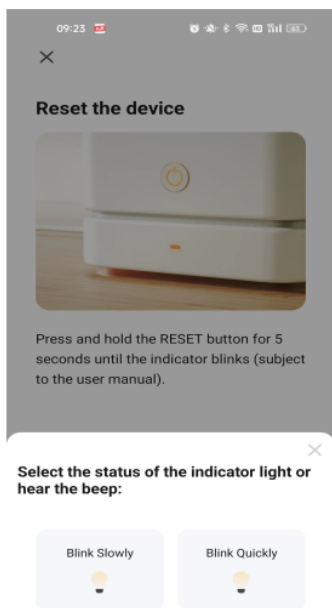 09:23
Reset the device
Press and hold the RESET button for 5
seconds until the indicator blinks (subject
to the user manual).
Select the status of the indicator light or
hear the beep:
Blink Slowly
Blink Quickly